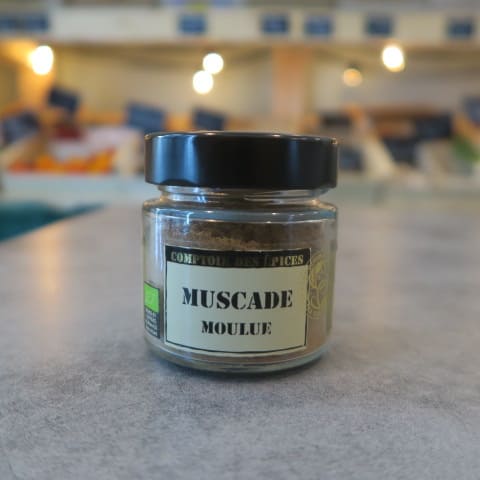 COMPTOIR DES ÉPICES
MUSCADE
MOULUE